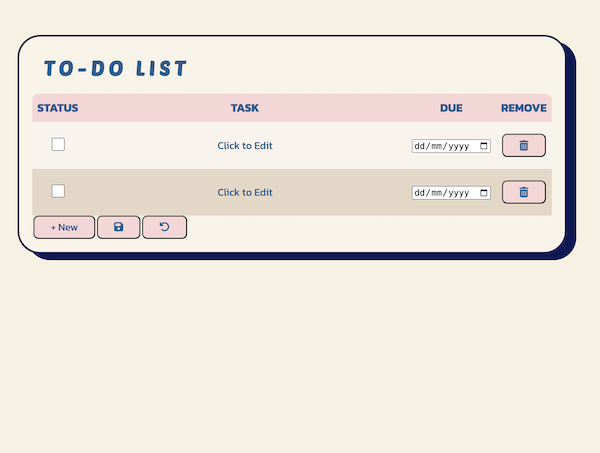 TO-DO LIST
STATUS TASK DUE REMOVE
Click to Edit dd/mm/yyyy
Click to Edit dd/mm/yyyy
+ New